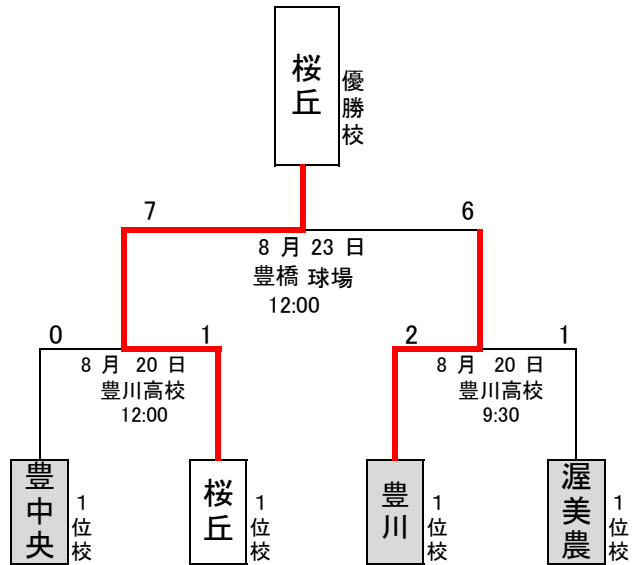 桜丘
優勝校
7
6
8 月 23 日
豊橋 球場
12:00
0
1
2
1
8 月 20 日
豊川高校
12:00
8 月 20 日
豊川高校
9:30
豊中央
1位校
桜丘
1位校
豊川
1位校
渥美農
1位校